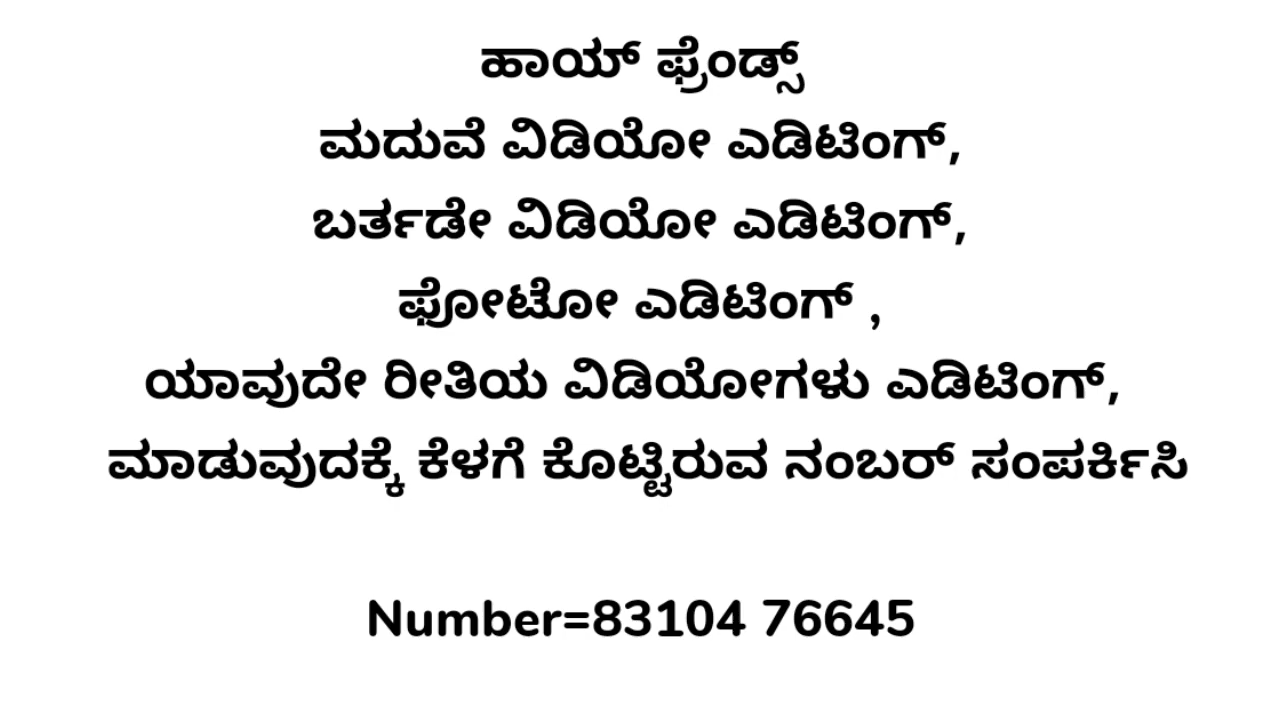 ಹಾಯ್ ಫ್ರೆಂಡ್ಸ್
ಮದುವೆ ವಿಡಿಯೋ ಎಡಿಟಿಂಗ್,
ಬರ್ತಡೇ ವಿಡಿಯೋ ಎಡಿಟಿಂಗ್,
ಫೋಟೋ ಎಡಿಟಿಂಗ್ ,
ಯಾವುದೇ ರೀತಿಯ ವಿಡಿಯೋಗಳು ಎಡಿಟಿಂಗ್,
ಮಾಡುವುದಕ್ಕೆ ಕೆಳಗೆ ಕೊಟ್ಟಿರುವ ನಂಬರ್ ಸಂಪರ್ಕಿಸಿ
Number=83104 76645